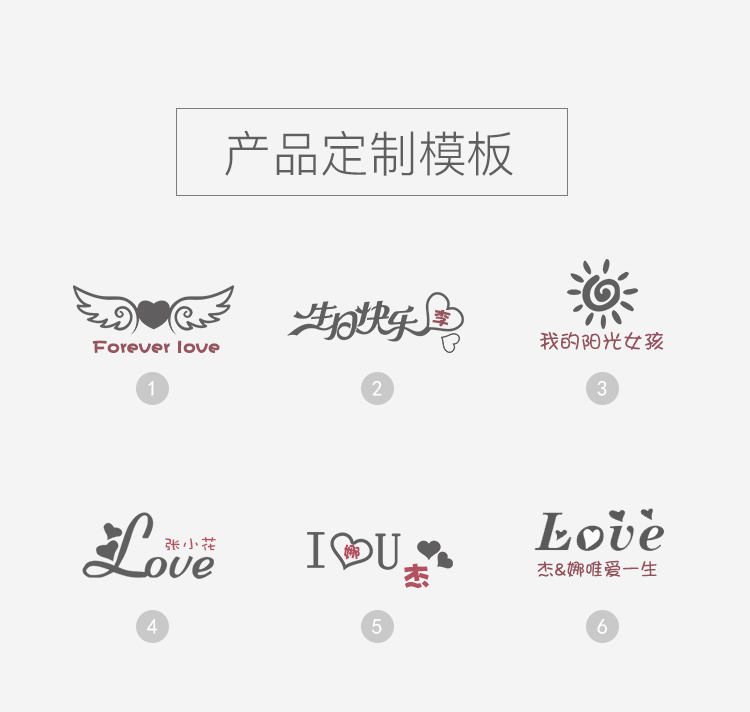 产品定制模板
Forever love
1
生日快乐 李
2
我的阳光女孩
3
张小花
Love
4
I 娜 U 杰
5
Love
杰&娜唯爱一生
6